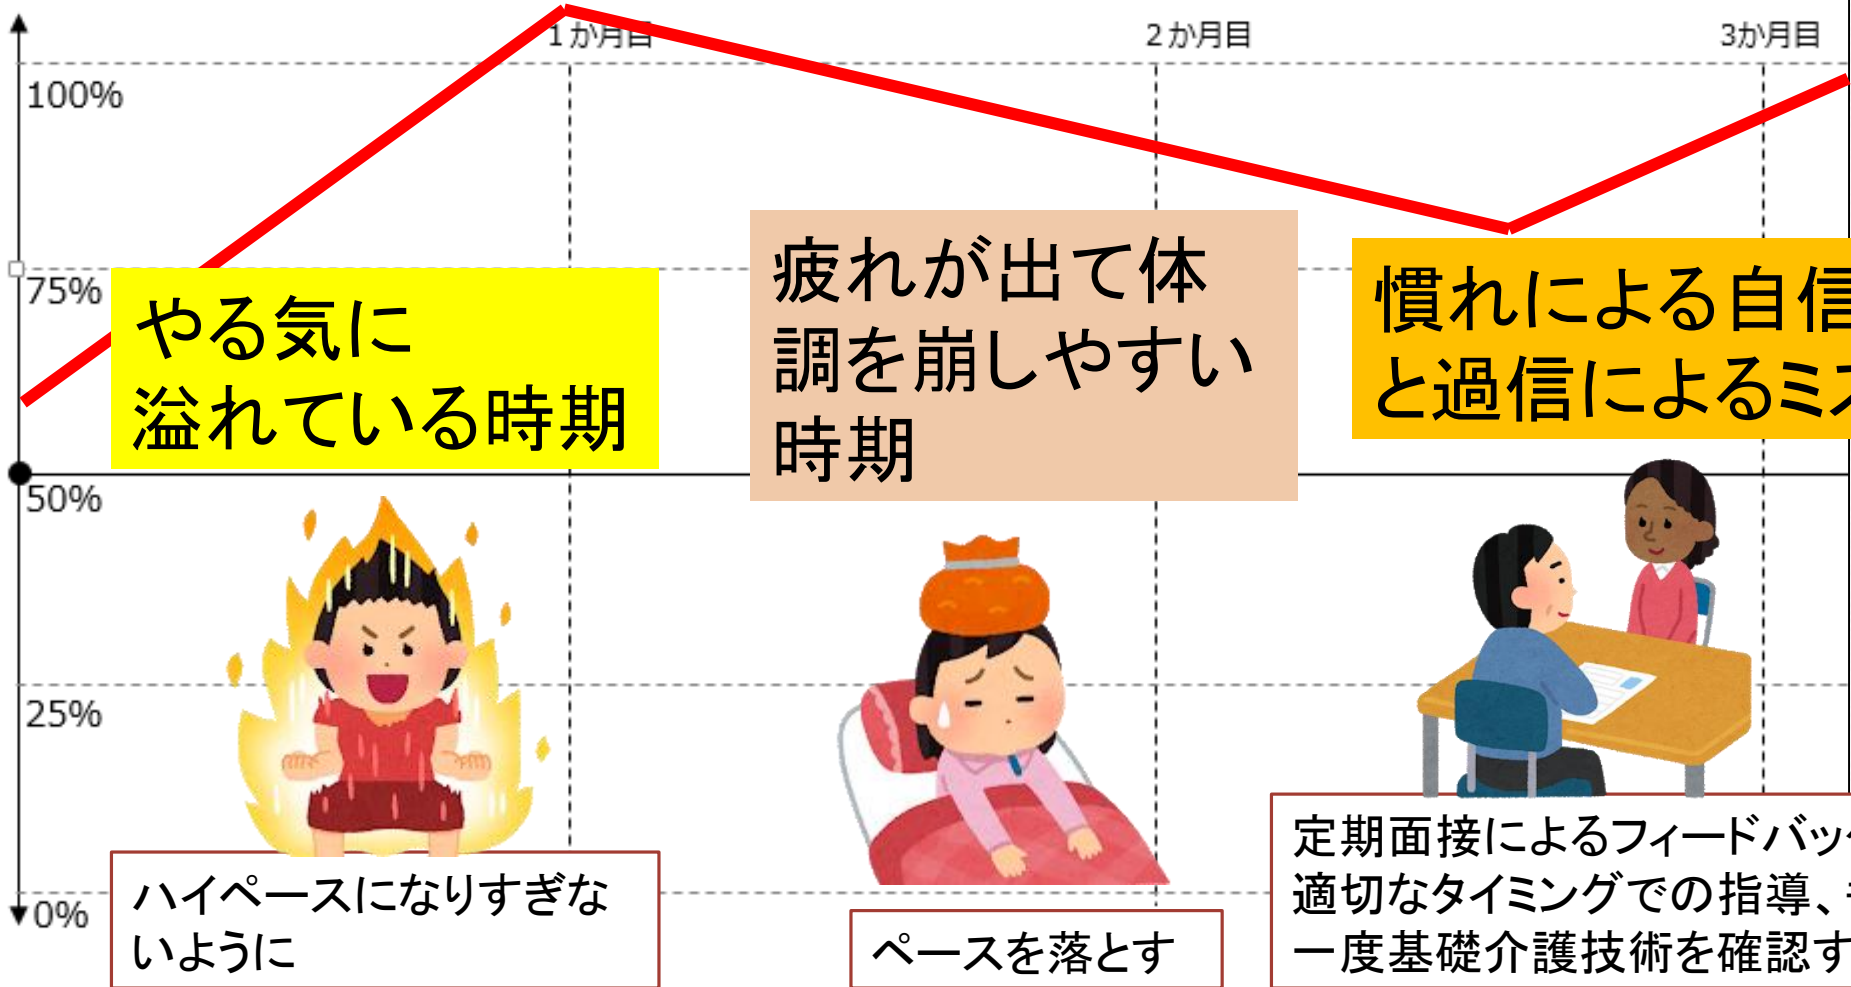 1か月目
2か月目
3か月目
100%
75%
50%
25%
0%
やる気に
溢れている時期
疲れが出て体
調を崩しやすい
時期
慣れによる自信
と過信によるミス
ハイペースになりすぎな
いように
ペースを落とす
定期面接によるフィードバック
適切なタイミングでの指導、
一度基礎介護技術を確認す